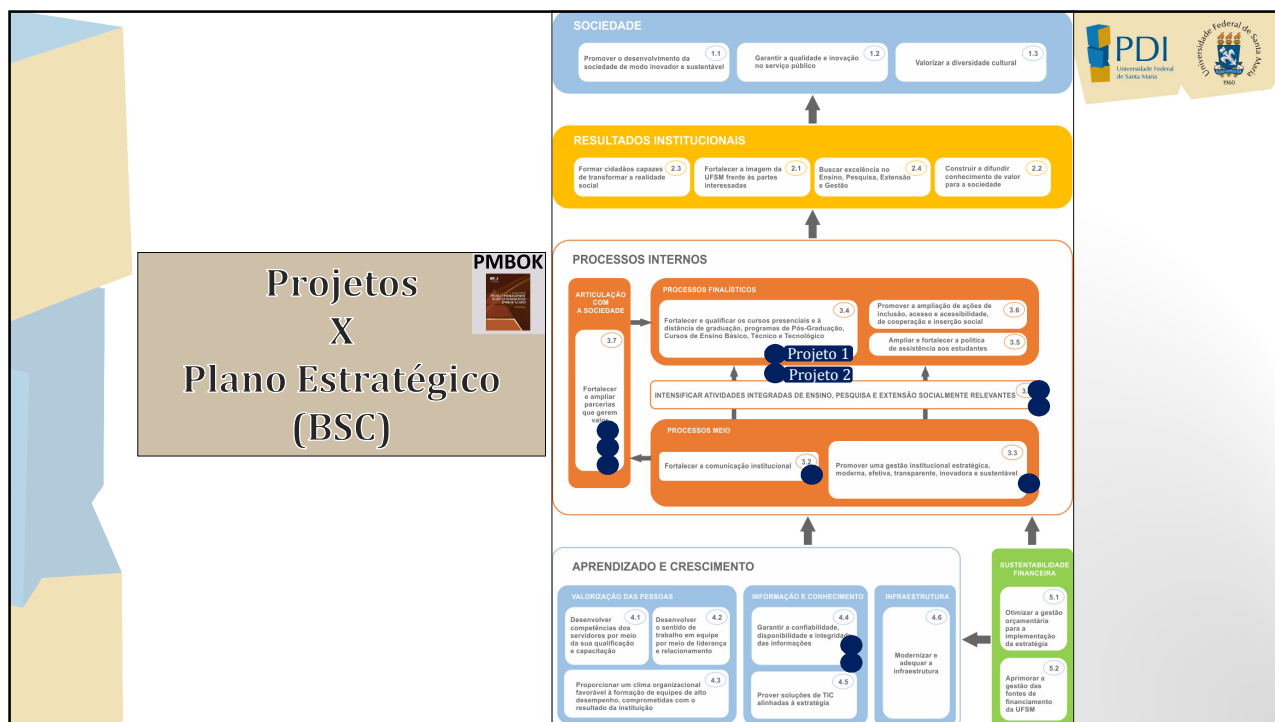 SOCIEDADE
1.1
Promover o desenvolvimento da
sociedade de modo inovador e sustentável
1.2
Garantir a qualidade e inovação
no serviço público
1.3
Valorizar a diversidade cultural
PDI
Universidade Federal
de Santa Maria
Universidade Federal de Santa Maria
1960
RESULTADOS INSTITUCIONAIS
2.3
Formar cidadãos capazes
de transformar a realidade
social
2.1
Fortalecer a imagem da
UFSM frente às partes
interessadas
2.4
Buscar excelência no
Ensino, Pesquisa, Extensão
e Gestão
2.2
Construir e difundir
conhecimento de valor
para a sociedade
Projetos
X
Plano Estratégico
(BSC)
PMBOK
PROCESSOS INTERNOS
ARTICULAÇÃO
COM
A SOCIEDADE
3.7
Fortalecer
e ampliar
parcerias
que gerem
valor
PROCESSOS FINALÍSTICOS
3.4
Fortalecer e qualificar os cursos presenciais e à
distância de graduação, programas de Pós-Graduação,
Cursos de Ensino Básico, Técnico e Tecnológico
Projeto 1
Projeto 2
Promover a ampliação de ações de
inclusão, acesso e acessibilidade,
de cooperação e inserção social
3.6
Ampliar e fortalecer a política
de assistência aos estudantes
3.5
INTENSIFICAR ATIVIDADES INTEGRADAS DE ENSINO, PESQUISA E EXTENSÃO SOCIALMENTE RELEVANTES
PROCESSOS MEIO
3.2
Fortalecer a comunicação institucional
3.3
Promover uma gestão institucional estratégica,
moderna, efetiva, transparente, inovadora e sustentável
APRENDIZADO E CRESCIMENTO
VALORIZAÇÃO DAS PESSOAS
4.1
Desenvolver
competências dos
servidores por meio
da sua qualificação
e capacitação
4.2
Desenvolver
o sentido de
trabalho em equipe
por meio de liderança
e relacionamento
4.3
Proporcionar um clima organizacional
favorável à formação de equipes de alto
desempenho, comprometidas com o
resultado da instituição
INFORMAÇÃO E CONHECIMENTO
4.4
Garantir a confiabilidade,
disponibilidade e integridade
das informações
4.5
Prover soluções de TIC
alinhadas à estratégia
INFRAESTRUTURA
4.6
Modernizar e
adequar a
infraestrutura
SUSTENTABILIDADE
FINANCEIRA
5.1
Otimizar a gestão
orçamentária
para a
implementação
da estratégia
5.2
Aprimorar a
gestão das
fontes de
financiamento
da UFSM